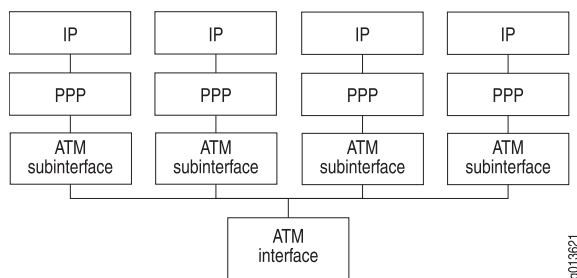 IP IP IP IP
PPP PPP PPP PPP
ATM ATM ATM ATM
subinterface subinterface subinterface subinterface
ATM
interface
g013621